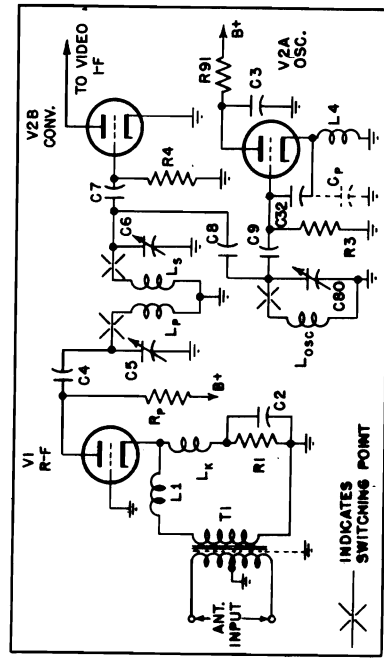 V1
R-F
C4
C5
Rₚ
B+
Lₚ
Lₛ
C6
C7
V2B
CONV.
TO VIDEO
I-F
R4
L1
Lₖ
R1
C2
T1
ANT.
INPUT
C8
C9
Lₒₛ꜀
C80
R3
C32
Cₚ
L4
B+
R91
C3
V2A
OSC.
INDICATES
SWITCHING POINT